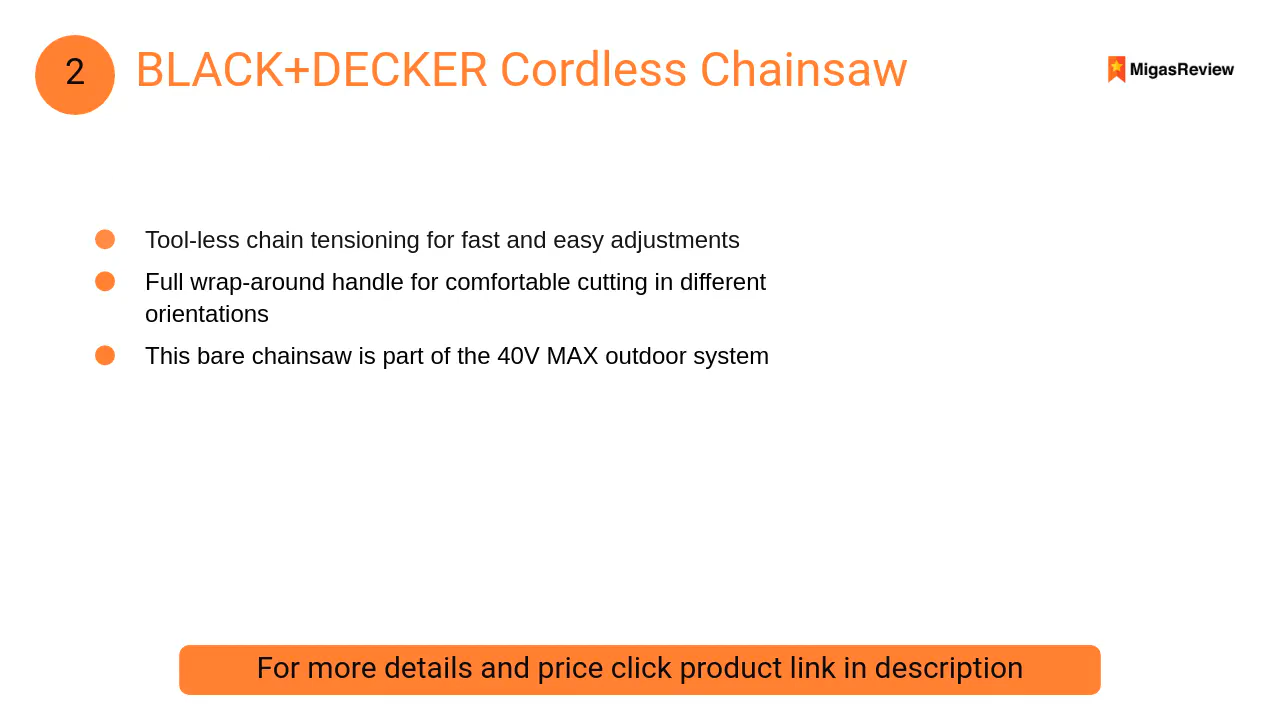 2
BLACK+DECKER Cordless Chainsaw
MigasReview
Tool-less chain tensioning for fast and easy adjustments
Full wrap-around handle for comfortable cutting in different
orientations
This bare chainsaw is part of the 40V MAX outdoor system
For more details and price click product link in description